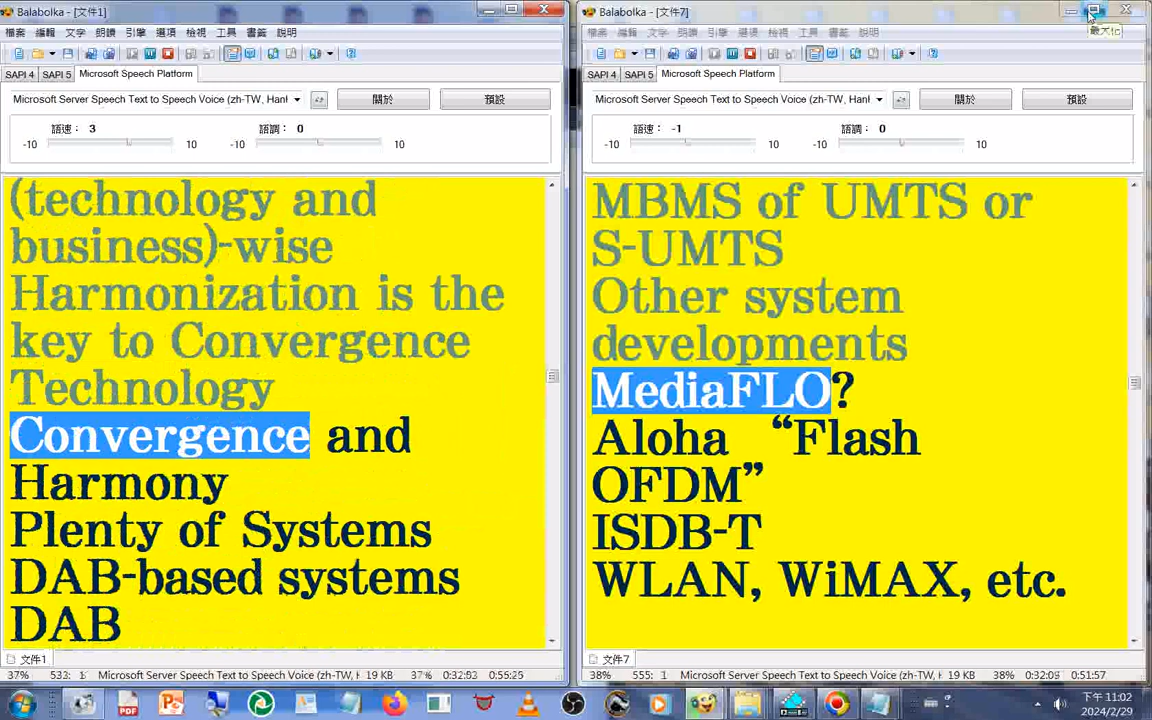 Balabolka - [文件1]
檔案 編輯 文字 朗讀 引擎 選項 檢視 工具 書籤 說明
SAPI 4 SAPI 5 Microsoft Speech Platform
Microsoft Server Speech Text to Speech Voice (zh-TW, Hanl
關於 預設
語速： 3 語調： 0
-10 10 -10 10
(technology and
business)-wise
Harmonization is the
key to Convergence
Technology
Convergence and
Harmony
Plenty of Systems
DAB-based systems
DAB
文件1
37% 533: 1 Microsoft Server Speech Text to Speech Voice (zh-TW, H 19 KB 37% 0:32:53 0:55:25
Balabolka - [文件7]
最大化
檔案 編輯 文字 朗讀 引擎 選項 檢視 工具 書籤 說明
SAPI 4 SAPI 5 Microsoft Speech Platform
Microsoft Server Speech Text to Speech Voice (zh-TW, Hanl
關於 預設
語速： -1 語調： 0
-10 10 -10 10
MBMS of UMTS or
S-UMTS
Other system
developments
MediaFLO?
Aloha “Flash
OFDM”
ISDB-T
WLAN, WiMAX, etc.
文件7
38% 555: 1 Microsoft Server Speech Text to Speech Voice (zh-TW, H 19 KB 38% 0:32:09 0:51:57
PDF
下午 11:02
2024/2/29